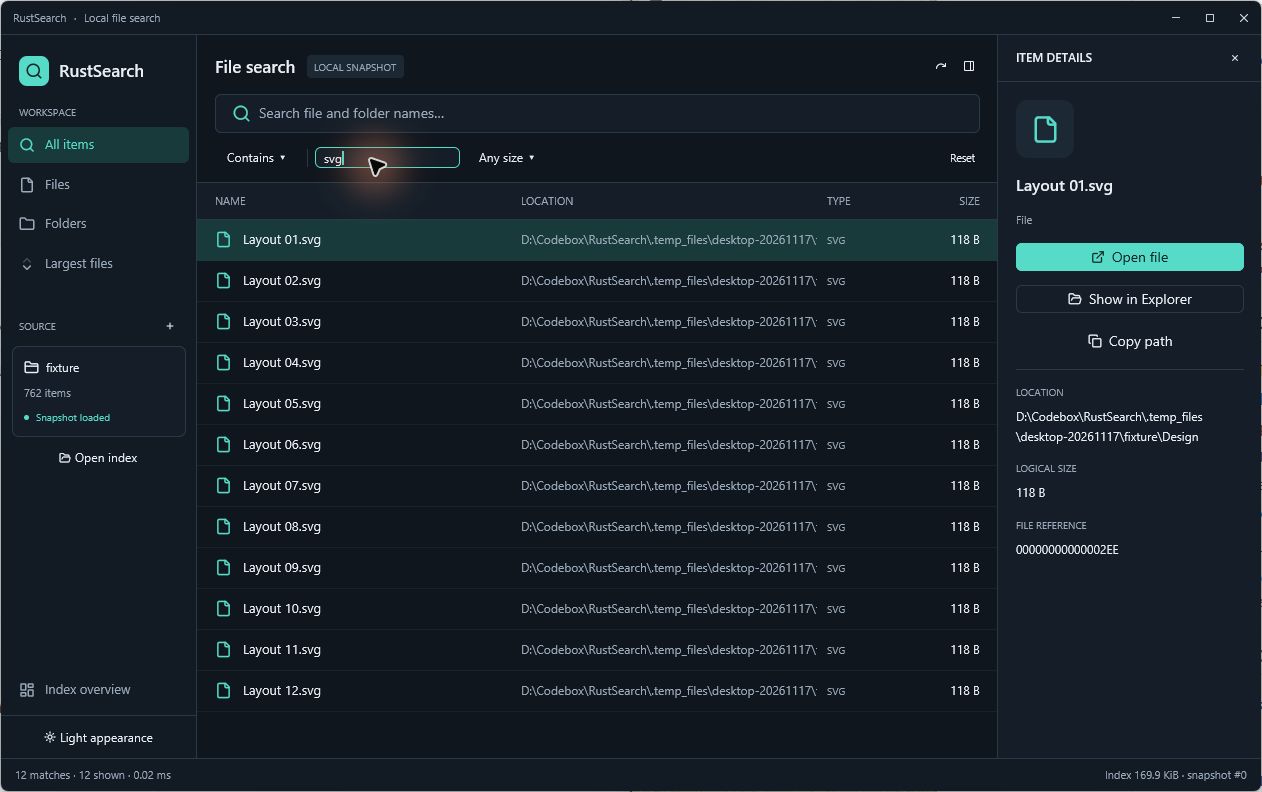 RustSearch · Local file search
RustSearch
WORKSPACE
All items
Files
Folders
Largest files
SOURCE +
fixture
762 items
Snapshot loaded
Open index
Index overview
Light appearance
File search LOCAL SNAPSHOT
Search file and folder names...
Contains svg Any size Reset
NAME LOCATION TYPE SIZE
Layout 01.svg D:\Codebox\RustSearch\.temp_files\desktop-20261117\ SVG 118 B
Layout 02.svg D:\Codebox\RustSearch\.temp_files\desktop-20261117\ SVG 118 B
Layout 03.svg D:\Codebox\RustSearch\.temp_files\desktop-20261117\ SVG 118 B
Layout 04.svg D:\Codebox\RustSearch\.temp_files\desktop-20261117\ SVG 118 B
Layout 05.svg D:\Codebox\RustSearch\.temp_files\desktop-20261117\ SVG 118 B
Layout 06.svg D:\Codebox\RustSearch\.temp_files\desktop-20261117\ SVG 118 B
Layout 07.svg D:\Codebox\RustSearch\.temp_files\desktop-20261117\ SVG 118 B
Layout 08.svg D:\Codebox\RustSearch\.temp_files\desktop-20261117\ SVG 118 B
Layout 09.svg D:\Codebox\RustSearch\.temp_files\desktop-20261117\ SVG 118 B
Layout 10.svg D:\Codebox\RustSearch\.temp_files\desktop-20261117\ SVG 118 B
Layout 11.svg D:\Codebox\RustSearch\.temp_files\desktop-20261117\ SVG 118 B
Layout 12.svg D:\Codebox\RustSearch\.temp_files\desktop-20261117\ SVG 118 B
ITEM DETAILS
Layout 01.svg
File
Open file
Show in Explorer
Copy path
LOCATION
D:\Codebox\RustSearch\.temp_files
\desktop-20261117\fixture\Design
LOGICAL SIZE
118 B
FILE REFERENCE
00000000000002EE
12 matches · 12 shown · 0.02 ms
Index 169.9 KiB · snapshot #0